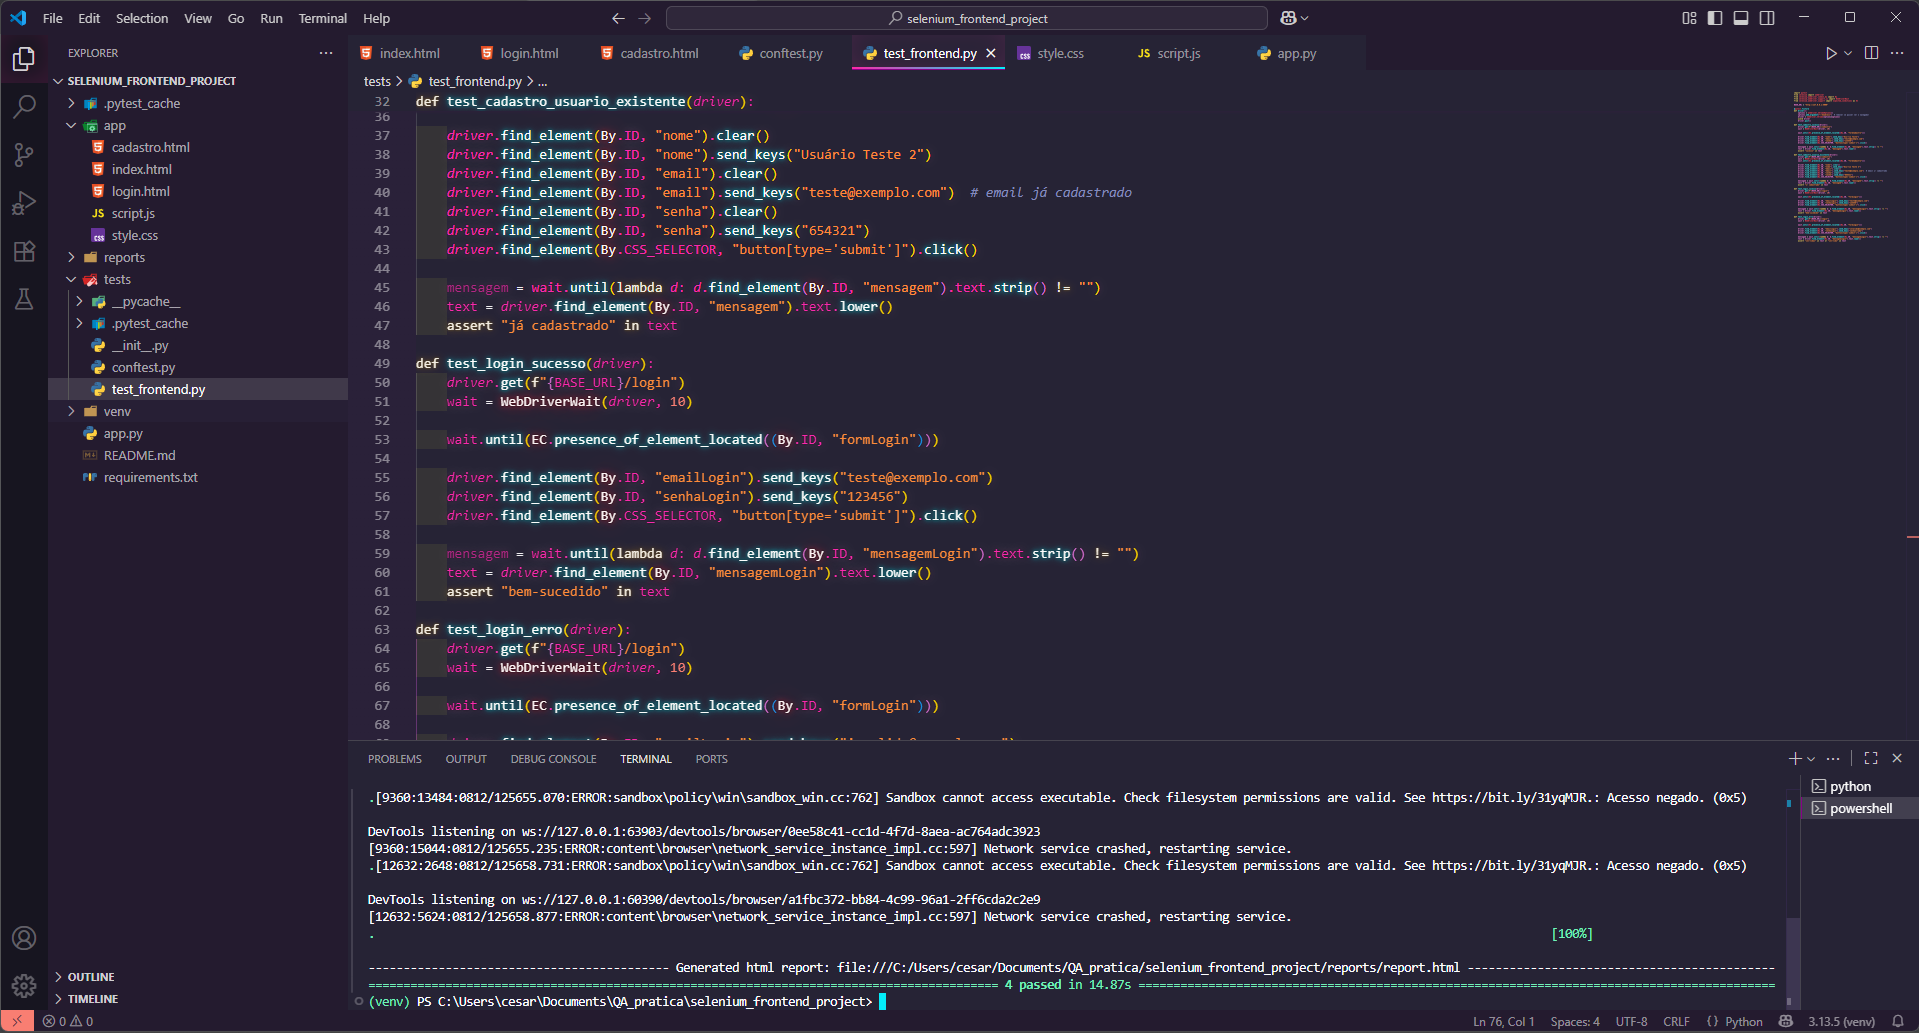 File Edit Selection View Go Run Terminal Help
selenium_frontend_project
EXPLORER
SELENIUM_FRONTEND_PROJECT
.pytest_cache
app
cadastro.html
index.html
login.html
JS script.js
css style.css
reports
tests
__pycache__
.pytest_cache
__init__.py
conftest.py
test_frontend.py
venv
app.py
README.md
requirements.txt
OUTLINE
TIMELINE
index.html login.html cadastro.html conftest.py test_frontend.py css style.css JS script.js app.py
tests > test_frontend.py > ...
32 def test_cadastro_usuario_existente(driver):
36
37 driver.find_element(By.ID, "nome").clear()
38 driver.find_element(By.ID, "nome").send_keys("Usuário Teste 2")
39 driver.find_element(By.ID, "email").clear()
40 driver.find_element(By.ID, "email").send_keys("teste@exemplo.com")  # email já cadastrado
41 driver.find_element(By.ID, "senha").clear()
42 driver.find_element(By.ID, "senha").send_keys("654321")
43 driver.find_element(By.CSS_SELECTOR, "button[type='submit']").click()
44
45 mensagem = wait.until(lambda d: d.find_element(By.ID, "mensagem").text.strip() != "")
46 text = driver.find_element(By.ID, "mensagem").text.lower()
47 assert "já cadastrado" in text
48
49 def test_login_sucesso(driver):
50 driver.get(f"{BASE_URL}/login")
51 wait = WebDriverWait(driver, 10)
52
53 wait.until(EC.presence_of_element_located((By.ID, "formLogin")))
54
55 driver.find_element(By.ID, "emailLogin").send_keys("teste@exemplo.com")
56 driver.find_element(By.ID, "senhaLogin").send_keys("123456")
57 driver.find_element(By.CSS_SELECTOR, "button[type='submit']").click()
58
59 mensagem = wait.until(lambda d: d.find_element(By.ID, "mensagemLogin").text.strip() != "")
60 text = driver.find_element(By.ID, "mensagemLogin").text.lower()
61 assert "bem-sucedido" in text
62
63 def test_login_erro(driver):
64 driver.get(f"{BASE_URL}/login")
65 wait = WebDriverWait(driver, 10)
66
67 wait.until(EC.presence_of_element_located((By.ID, "formLogin")))
68
PROBLEMS OUTPUT DEBUG CONSOLE TERMINAL PORTS
python
powershell
.[9360:13484:0812/125655.070:ERROR:sandbox\policy\win\sandbox_win.cc:762] Sandbox cannot access executable. Check filesystem permissions are valid. See https://bit.ly/31yqMJR.: Acesso negado. (0x5)
DevTools listening on ws://127.0.0.1:63903/devtools/browser/0ee58c41-cc1d-4f7d-8aea-ac764adc3923
[9360:15044:0812/125655.235:ERROR:content\browser\network_service_instance_impl.cc:597] Network service crashed, restarting service.
.[12632:2648:0812/125658.731:ERROR:sandbox\policy\win\sandbox_win.cc:762] Sandbox cannot access executable. Check filesystem permissions are valid. See https://bit.ly/31yqMJR.: Acesso negado. (0x5)
DevTools listening on ws://127.0.0.1:60390/devtools/browser/a1fbc372-bb84-4c99-96a1-2ff6cda2c2e9
[12632:5624:0812/125658.877:ERROR:content\browser\network_service_instance_impl.cc:597] Network service crashed, restarting service.
. [100%]
--------------------------------------- Generated html report: file:///C:/Users/cesar/Documents/QA_pratica/selenium_frontend_project/reports/report.html ----------------------------------------
================================================================================== 4 passed in 14.87s ==================================================================================
(venv) PS C:\Users\cesar\Documents\QA_pratica\selenium_frontend_project>
0 0 Ln 76, Col 1 Spaces: 4 UTF-8 CRLF {} Python 3.13.5 (venv)